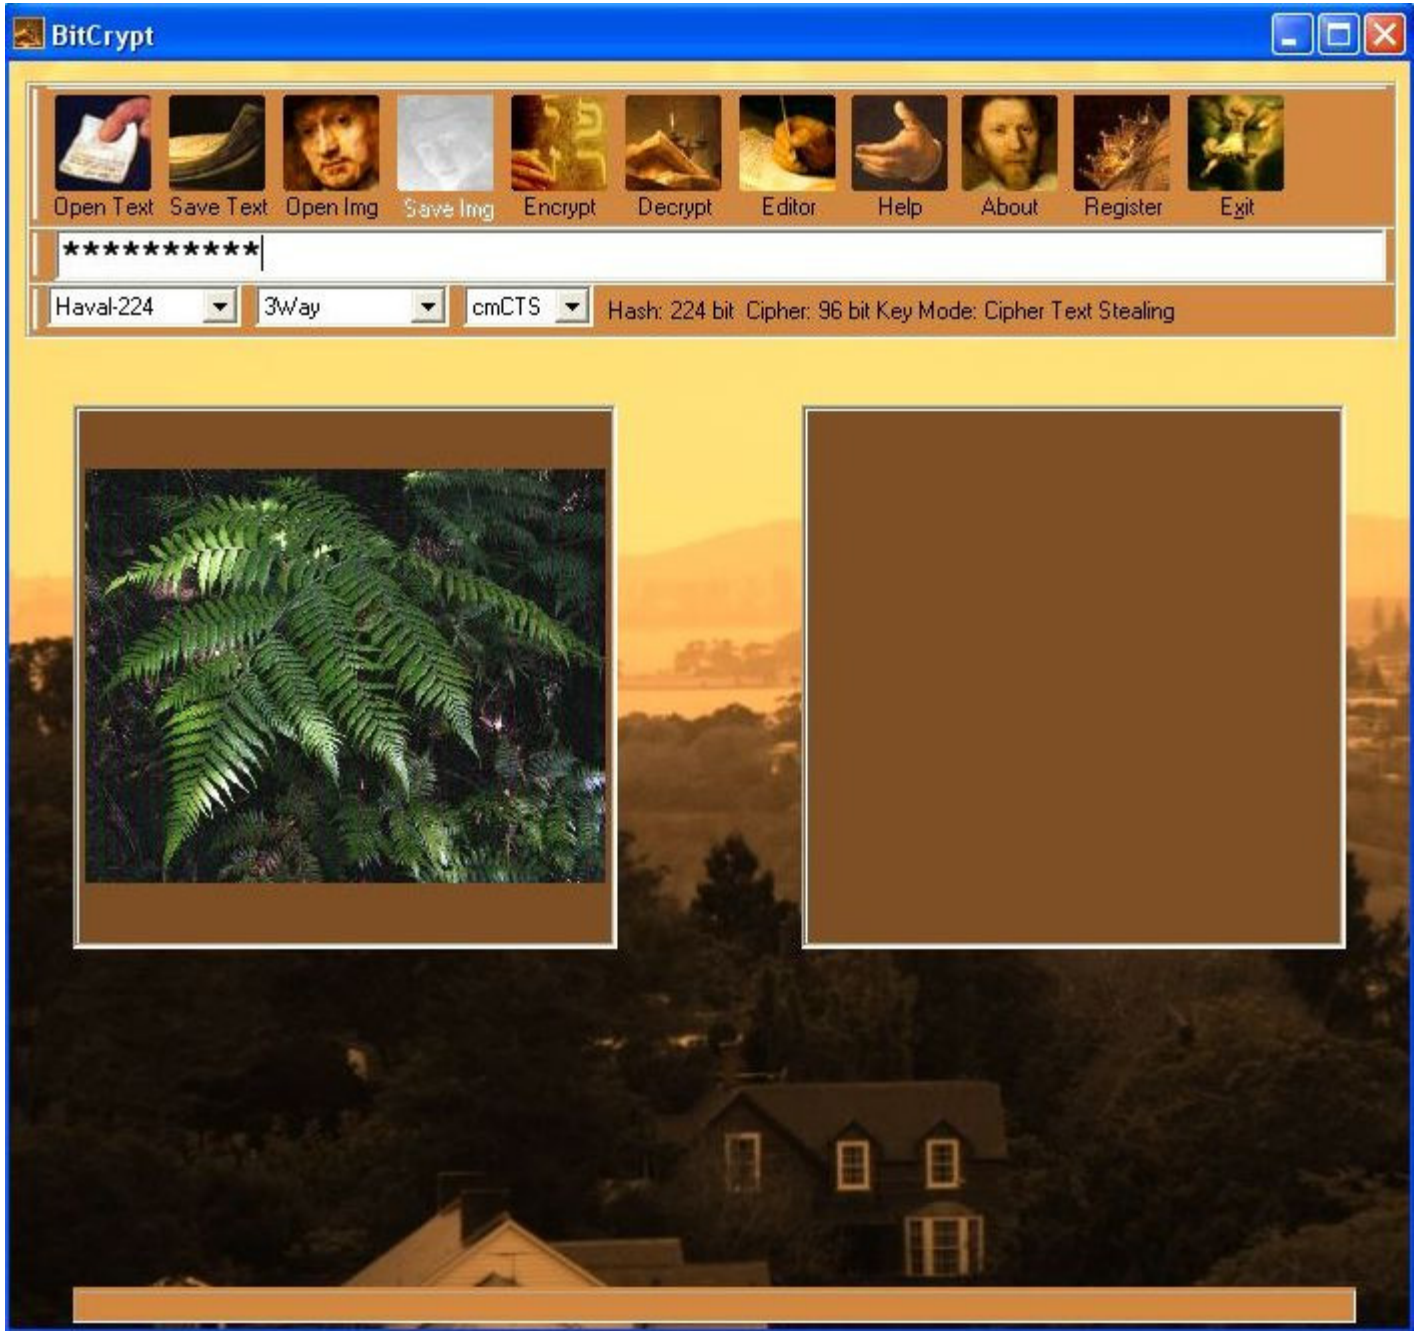 BitCrypt
Open Text Save Text Open Img Save Img Encrypt Decrypt Editor Help About Register Exit
**********
Haval-224 3Way cmCTS Hash: 224 bit Cipher: 96 bit Key Mode: Cipher Text Stealing